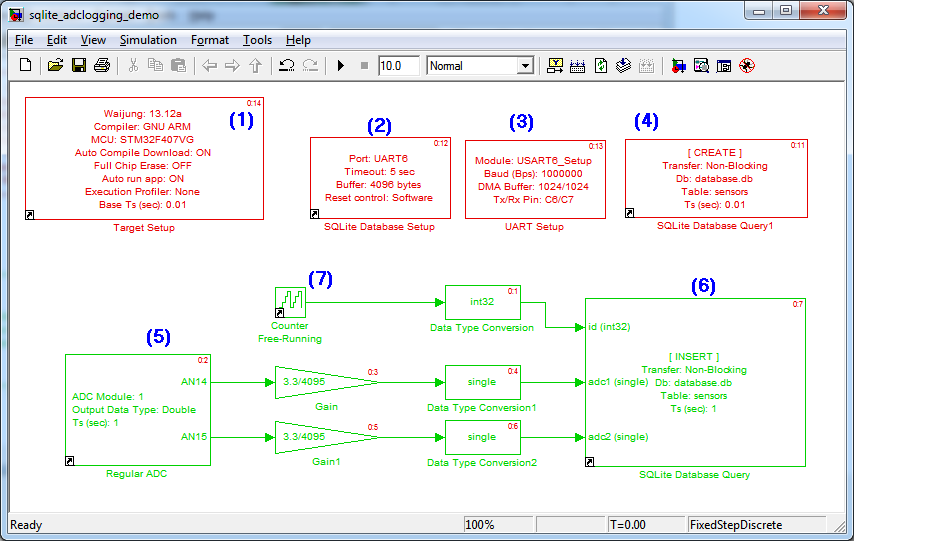 sqlite_adclogging_demo
File Edit View Simulation Format Tools Help
10.0 Normal
0:14
Waijung: 13.12a
Compiler: GNU ARM
MCU: STM32F407VG
Auto Compile Download: ON
Full Chip Erase: OFF
Auto run app: ON
Execution Profiler: None
Base Ts (sec): 0.01
Target Setup
(1)
(2)
0:12
Port: UART6
Timeout: 5 sec
Buffer: 4096 bytes
Reset control: Software
SQLite Database Setup
(3)
0:13
Module: USART6_Setup
Baud (Bps): 1000000
DMA Buffer: 1024/1024
Tx/Rx Pin: C6/C7
UART Setup
(4)
0:11
[ CREATE ]
Transfer: Non-Blocking
Db: database.db
Table: sensors
Ts (sec): 0.01
SQLite Database Query1
(7)
Counter
Free-Running
0:1
int32
Data Type Conversion
(5)
0:2
AN14
ADC Module: 1
Output Data Type: Double
Ts (sec): 1
AN15
Regular ADC
0:3
3.3/4095
Gain
0:4
single
Data Type Conversion1
0:5
3.3/4095
Gain1
0:6
single
Data Type Conversion2
(6)
0:7
id (int32)
[ INSERT ]
Transfer: Non-Blocking
Db: database.db
adc1 (single)
Table: sensors
Ts (sec): 1
adc2 (single)
SQLite Database Query
Ready 100% T=0.00 FixedStepDiscrete